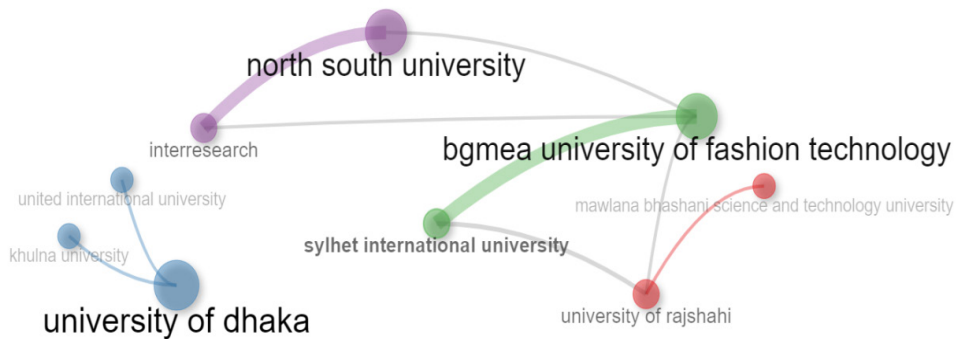 north south university
interresearch
bgmea university of fashion technology
united international university
mawlana bhashani science and technology university
khulna university
sylhet international university
university of dhaka
university of rajshahi